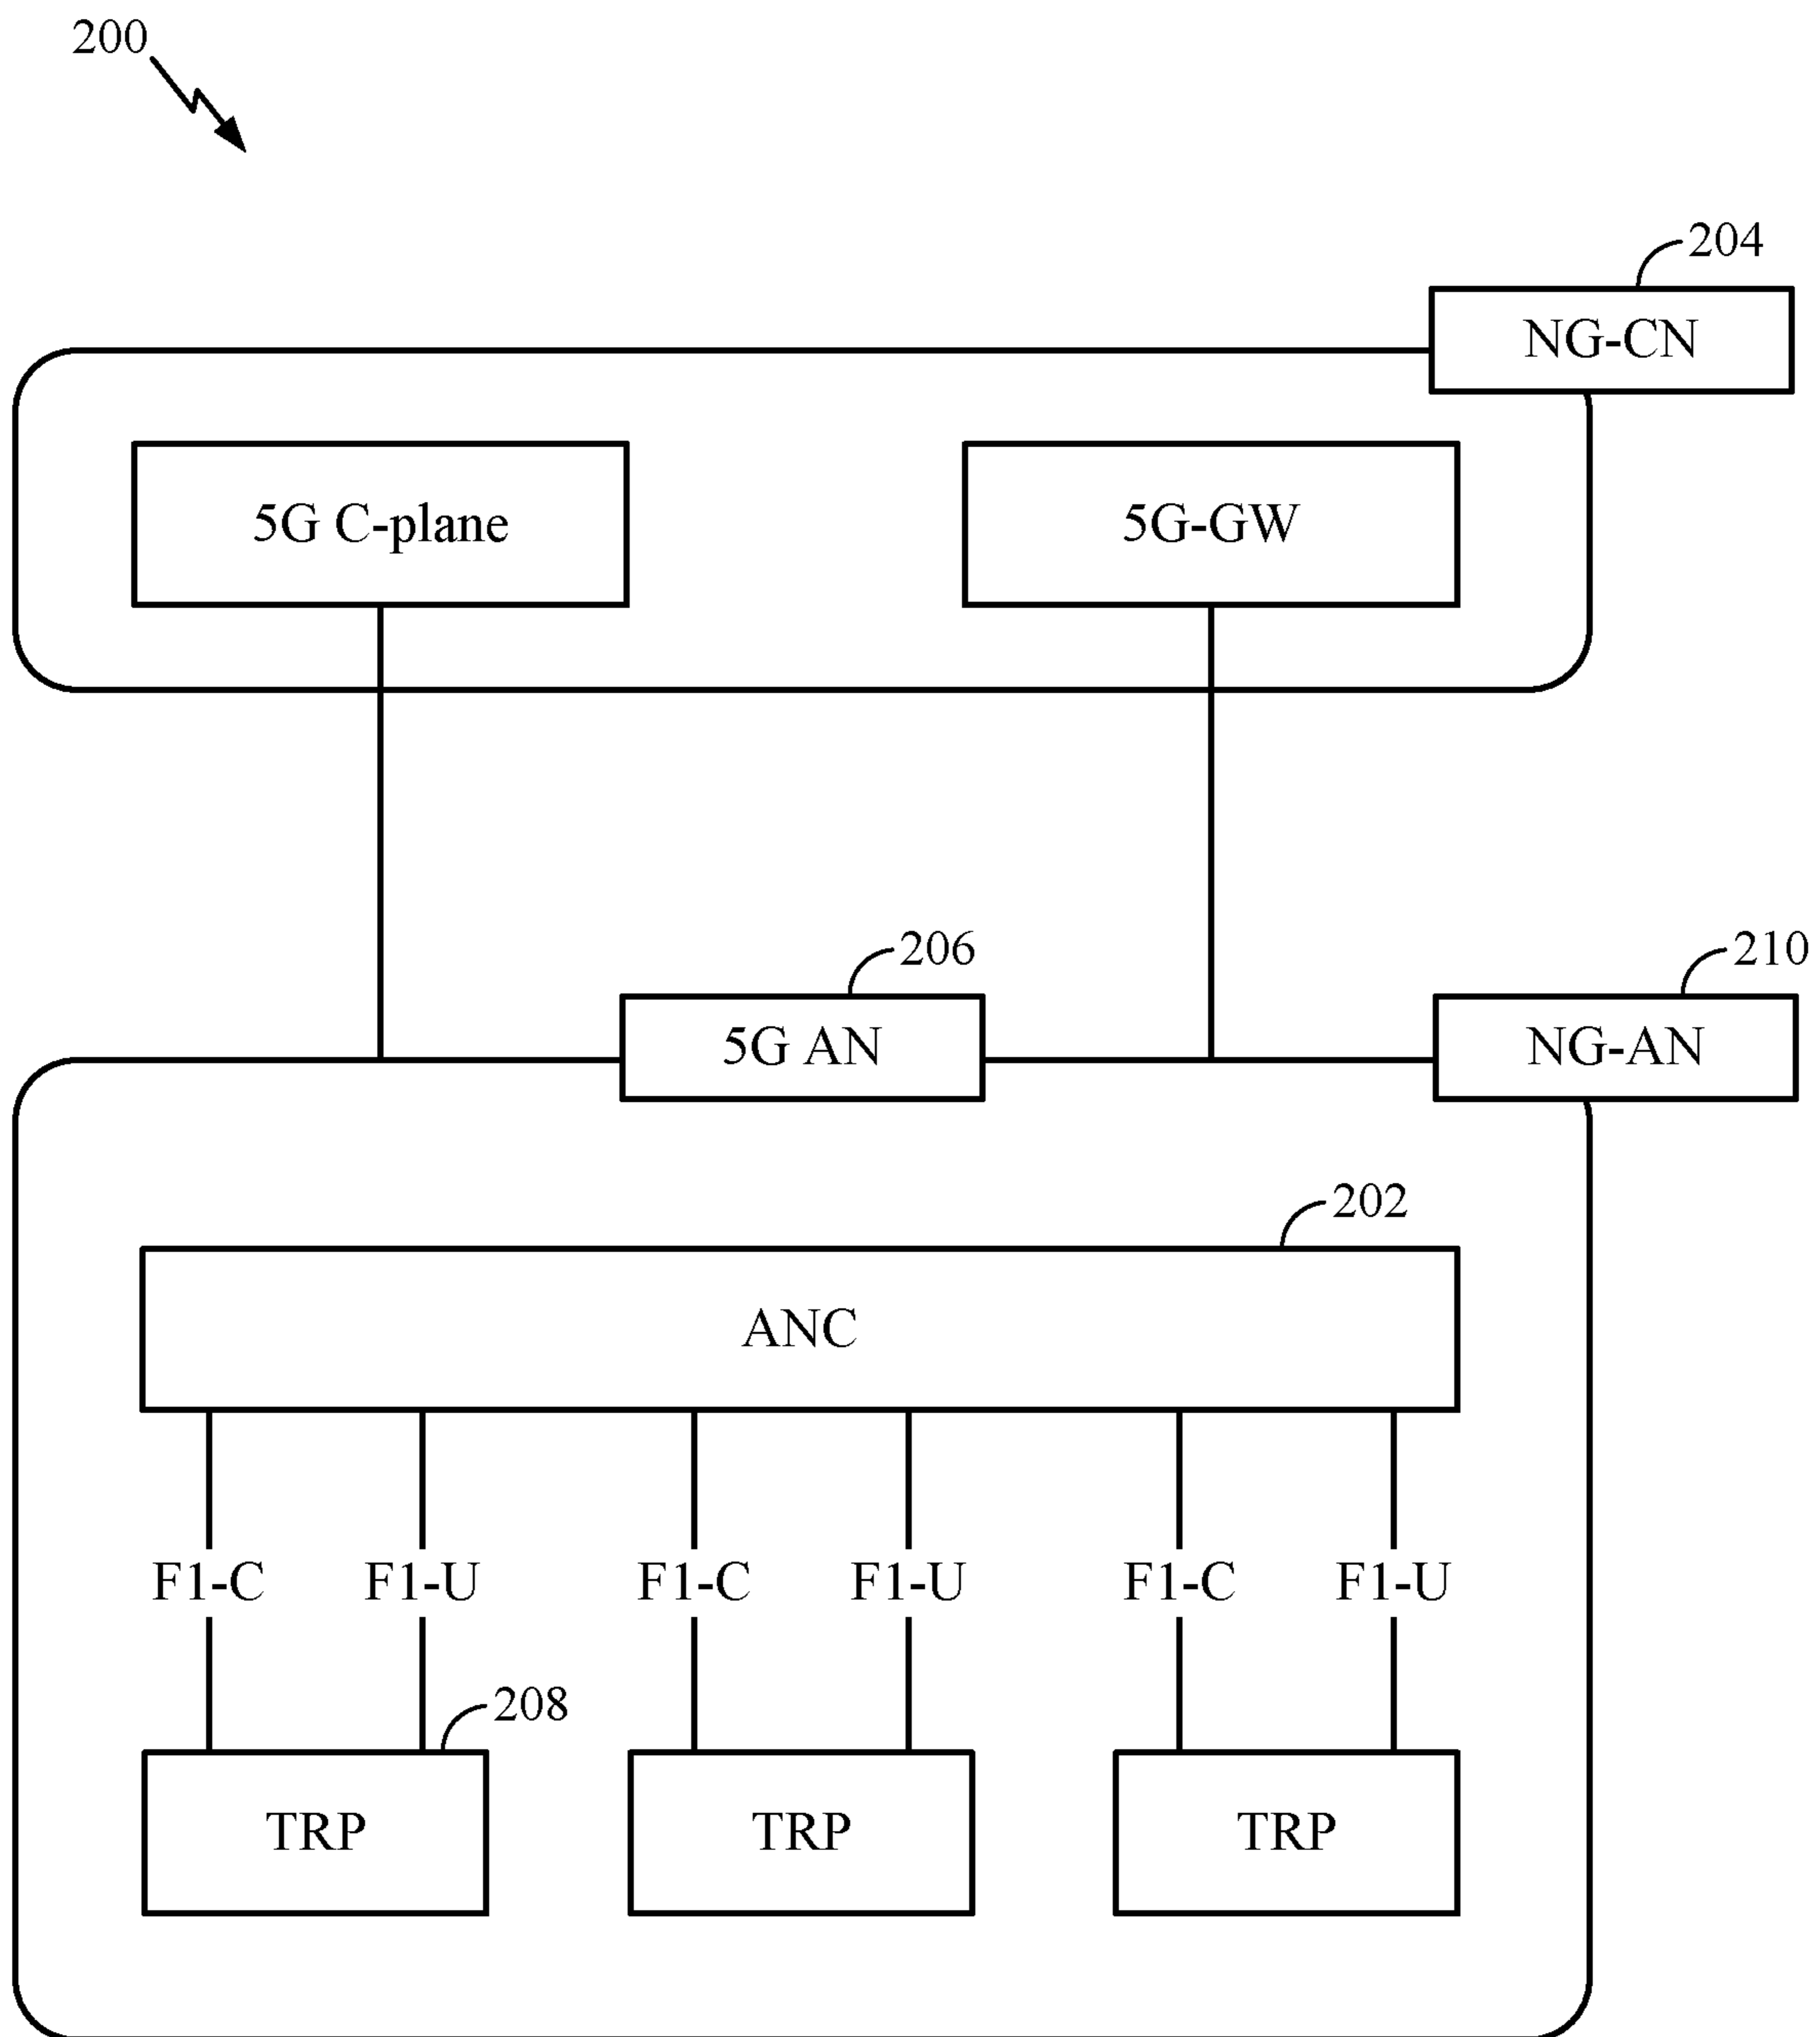 200
204
NG-CN
5G C-plane
5G-GW
206
210
5G AN
NG-AN
202
ANC
F1-C F1-U F1-C F1-U F1-C F1-U
208
TRP TRP TRP